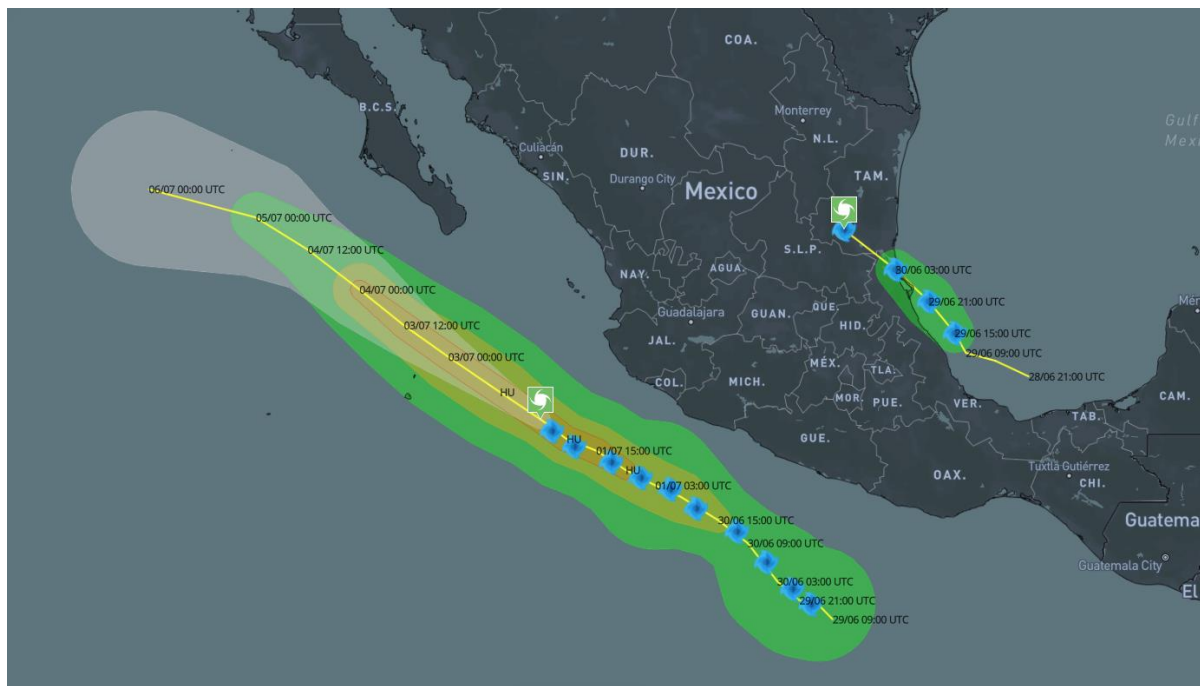 COA.
Monterrey
B.C.S.
Gulf
Mexi
N.L.
Culiacán
DUR.
SIN.
Durango City
Mexico
TAM.
06/07 00:00 UTC
05/07 00:00 UTC
04/07 12:00 UTC
S.L.P.
NAY.
AGUA.
30/06 03:00 UTC
04/07 00:00 UTC
29/06 21:00 UTC
Mér
Guadalajara
GUAN.
QUE.
HID.
03/07 12:00 UTC
29/06 15:00 UTC
JAL.
29/06 09:00 UTC
03/07 00:00 UTC
MÉX.
TLA.
28/06 21:00 UTC
COL.
MICH.
HU
MOR.
PUE.
VER.
CAM.
TAB.
HU
GUE.
01/07 15:00 UTC
Tuxtla Gutiérrez
HU
OAX.
CHI.
01/07 03:00 UTC
30/06 15:00 UTC
Guatema
30/06 09:00 UTC
Guatemala City
30/06 03:00 UTC
El
29/06 21:00 UTC
29/06 09:00 UTC